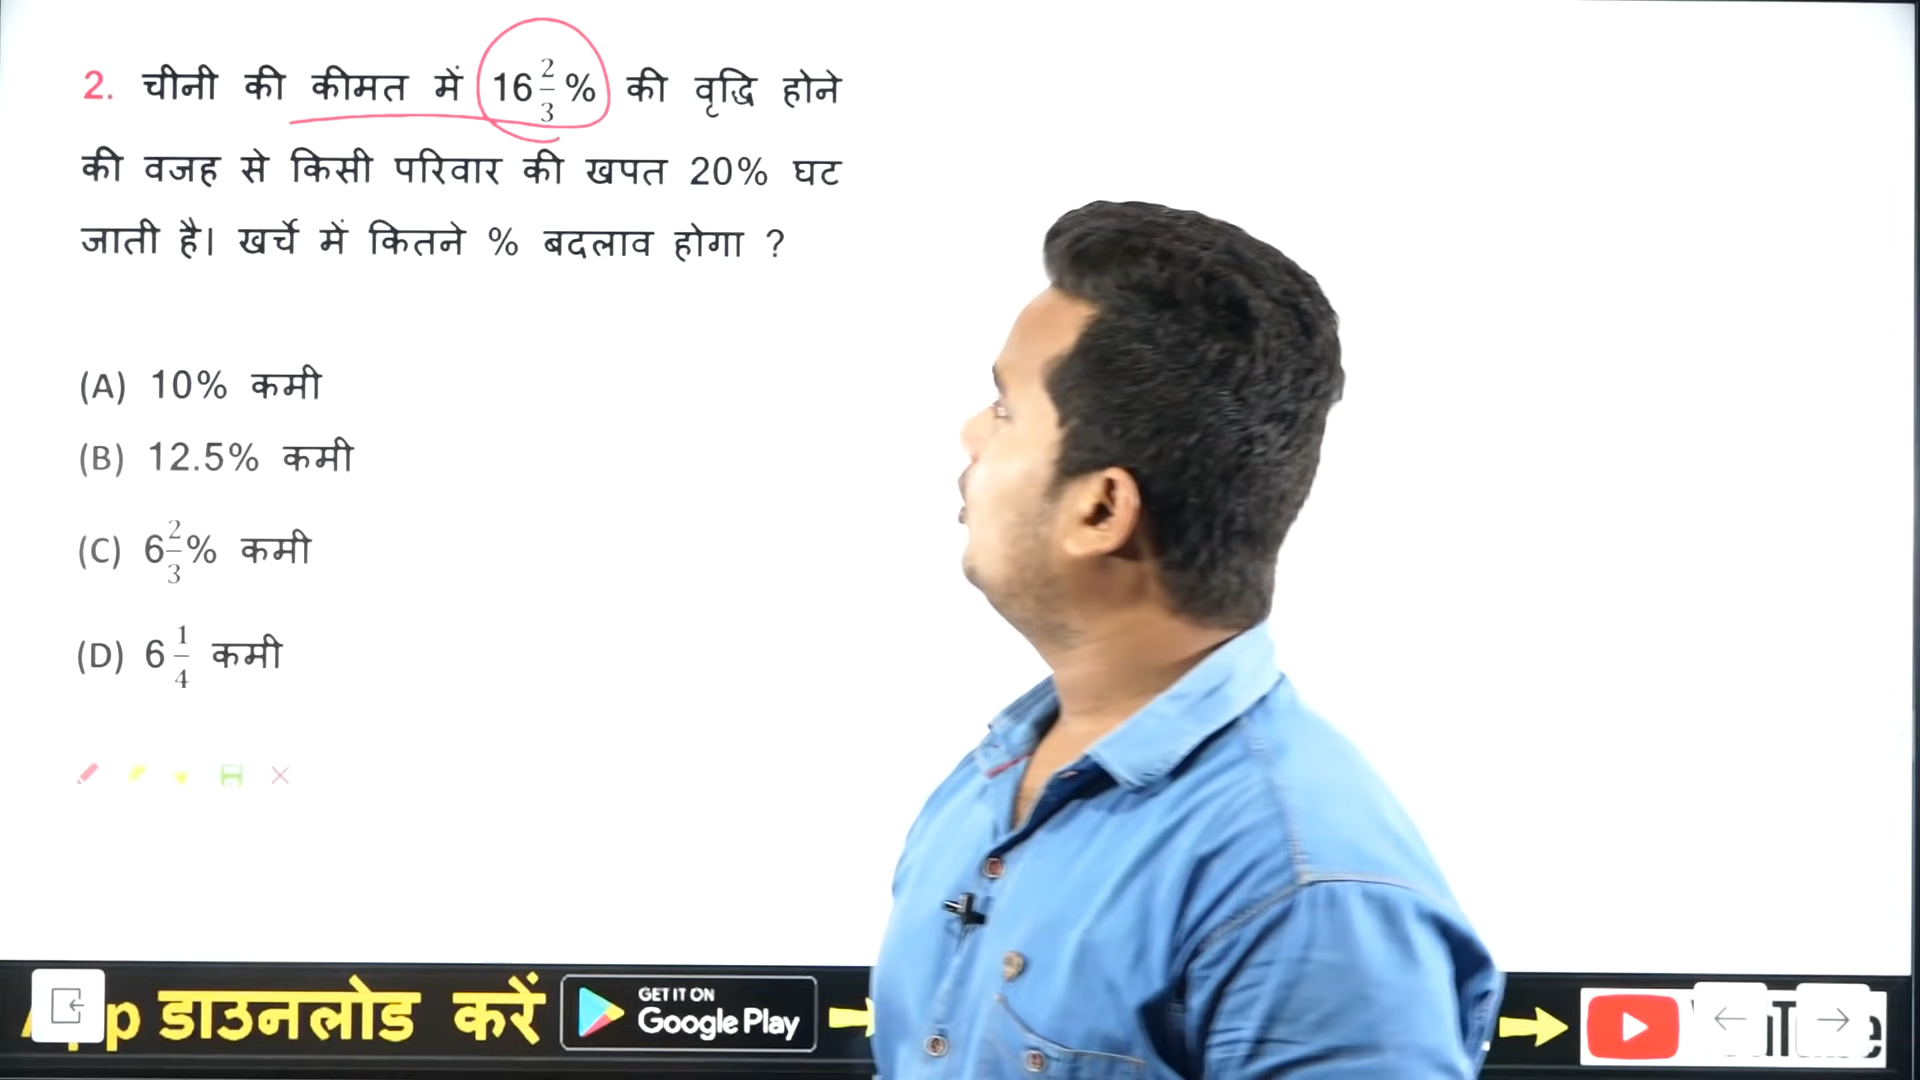 2. चीनी की कीमत में 16 2/3 % की वृद्धि होने
की वजह से किसी परिवार की खपत 20% घट
जाती है। खर्चे में कितने % बदलाव होगा ?
(A) 10% कमी
(B) 12.5% कमी
(C) 6 2/3 % कमी
(D) 6 1/4 कमी
डाउनलोड करें
GET IT ON
Google Play